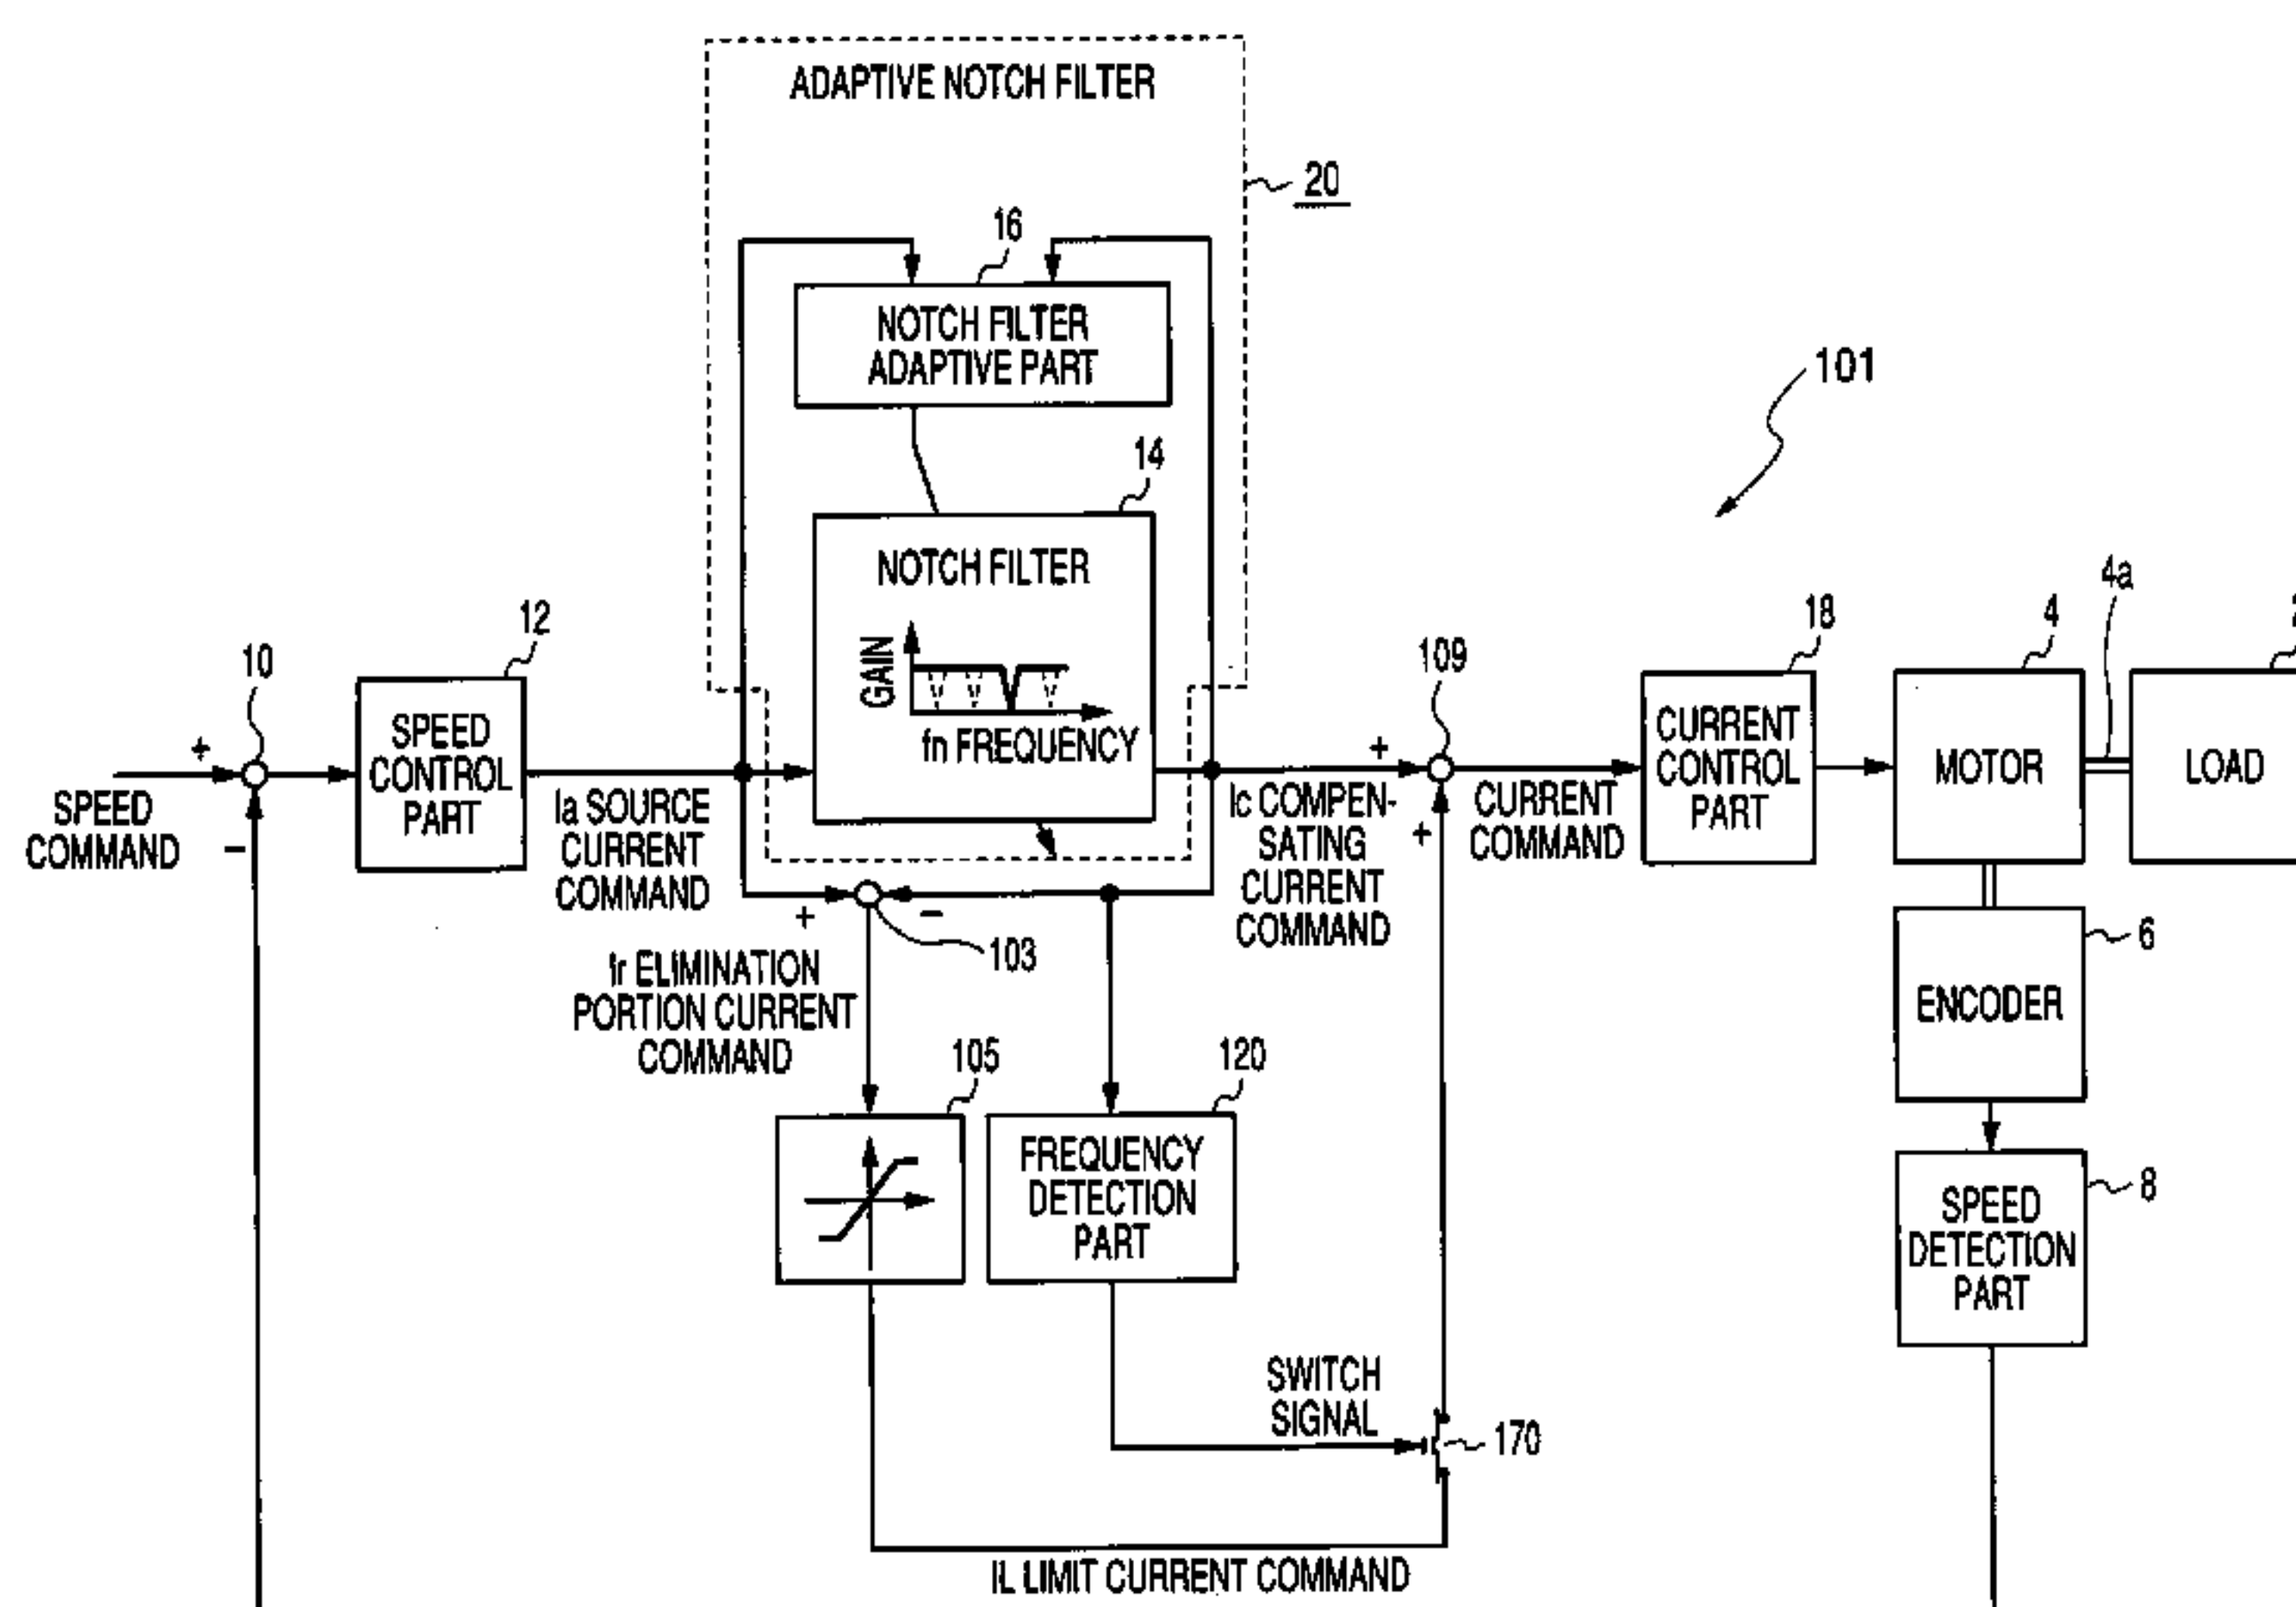 ADAPTIVE NOTCH FILTER
20
16
NOTCH FILTER
ADAPTIVE PART
101
14
NOTCH FILTER
GAIN
fn FREQUENCY
10
+
−
SPEED
COMMAND
12
SPEED
CONTROL
PART
Ia SOURCE
CURRENT
COMMAND
Ic COMPEN-
SATING
CURRENT
COMMAND
109
+
+
CURRENT
COMMAND
18
CURRENT
CONTROL
PART
4
MOTOR
4a
LOAD
+
−
103
fr ELIMINATION
PORTION CURRENT
COMMAND
6
ENCODER
105
120
FREQUENCY
DETECTION
PART
8
SPEED
DETECTION
PART
SWITCH
SIGNAL
170
IL LIMIT CURRENT COMMAND